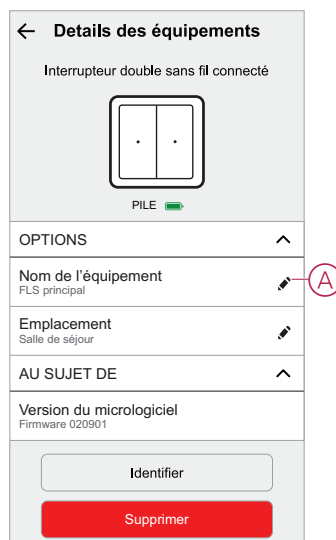 Details des équipements
Interrupteur double sans fil connecté
PILE
OPTIONS
Nom de l'équipement
FLS principal
A
Emplacement
Salle de séjour
AU SUJET DE
Version du micrologiciel
Firmware 020901
Identifier
Supprimer